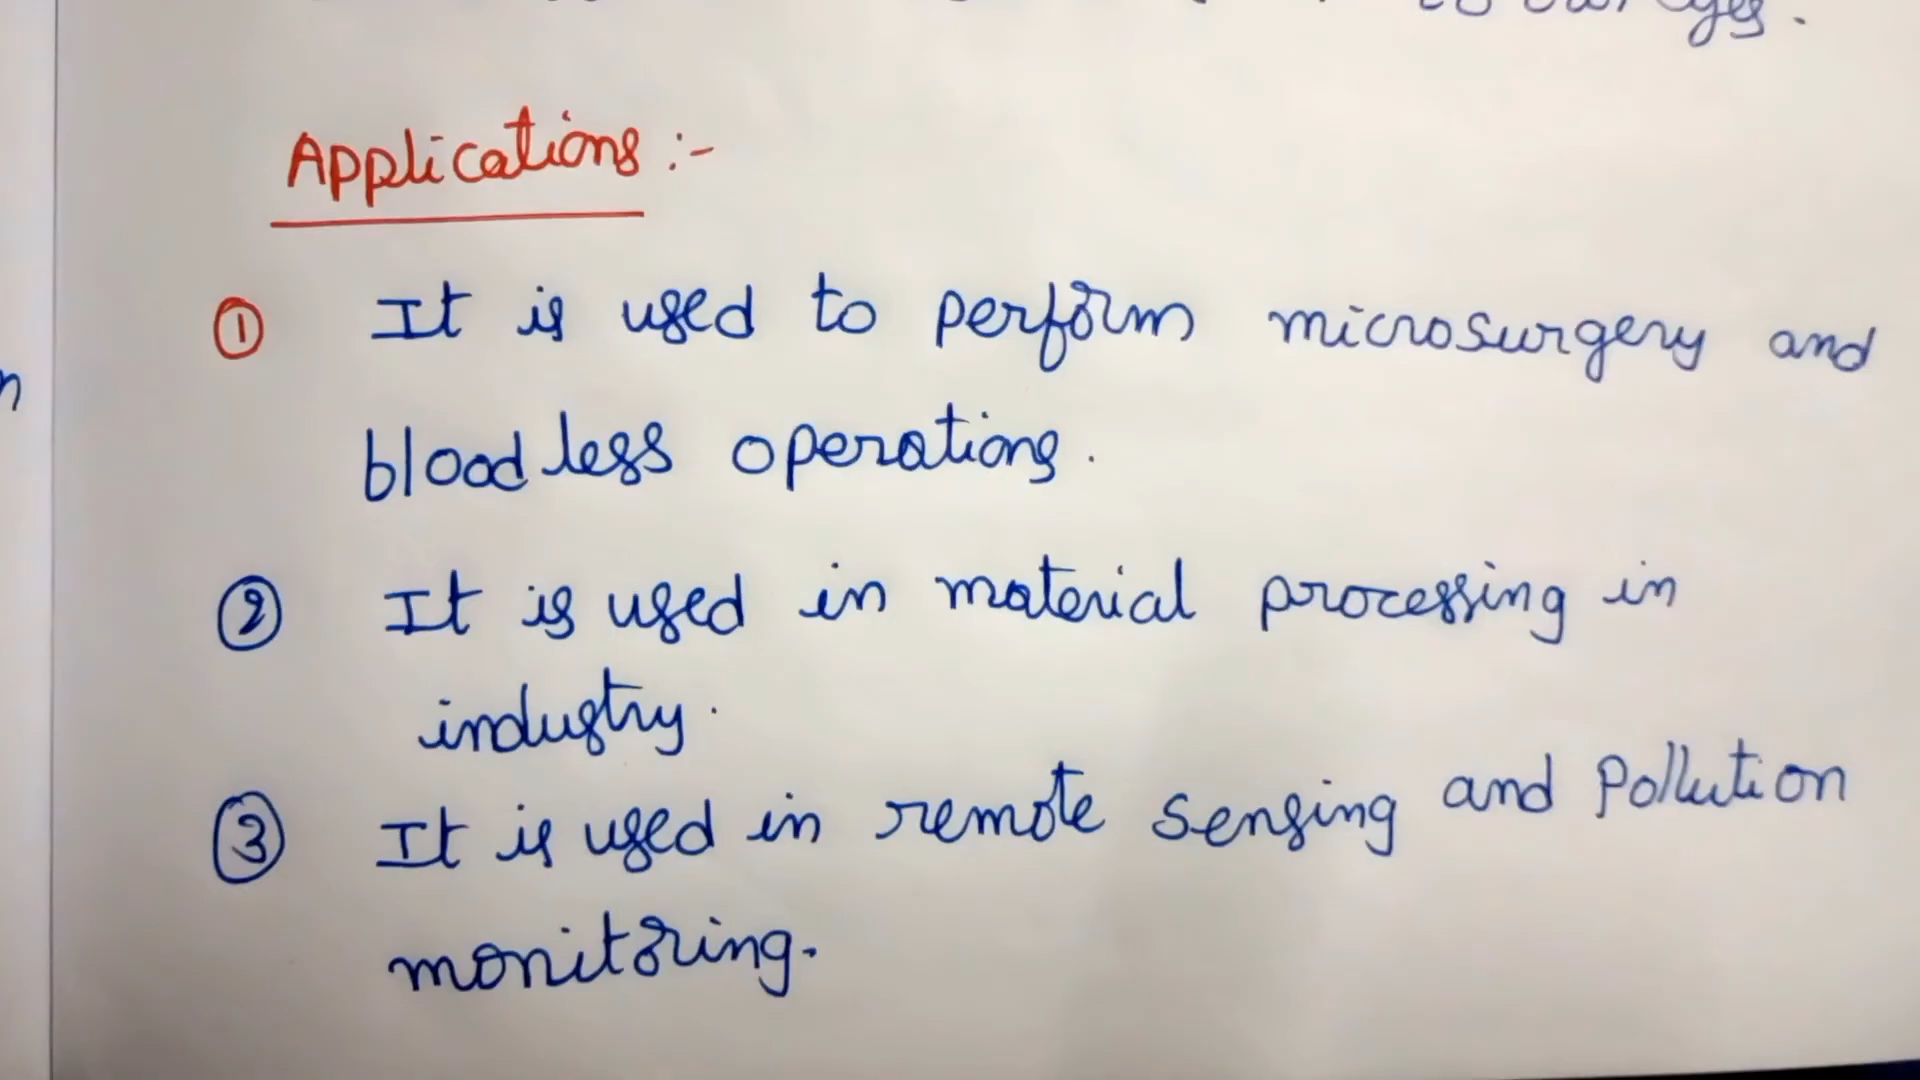 Applications :-
① It is used to perform microsurgery and
bloodless operations.
② It is used in material processing in
industry.
③ It is used in remote sensing and Pollution
monitoring.